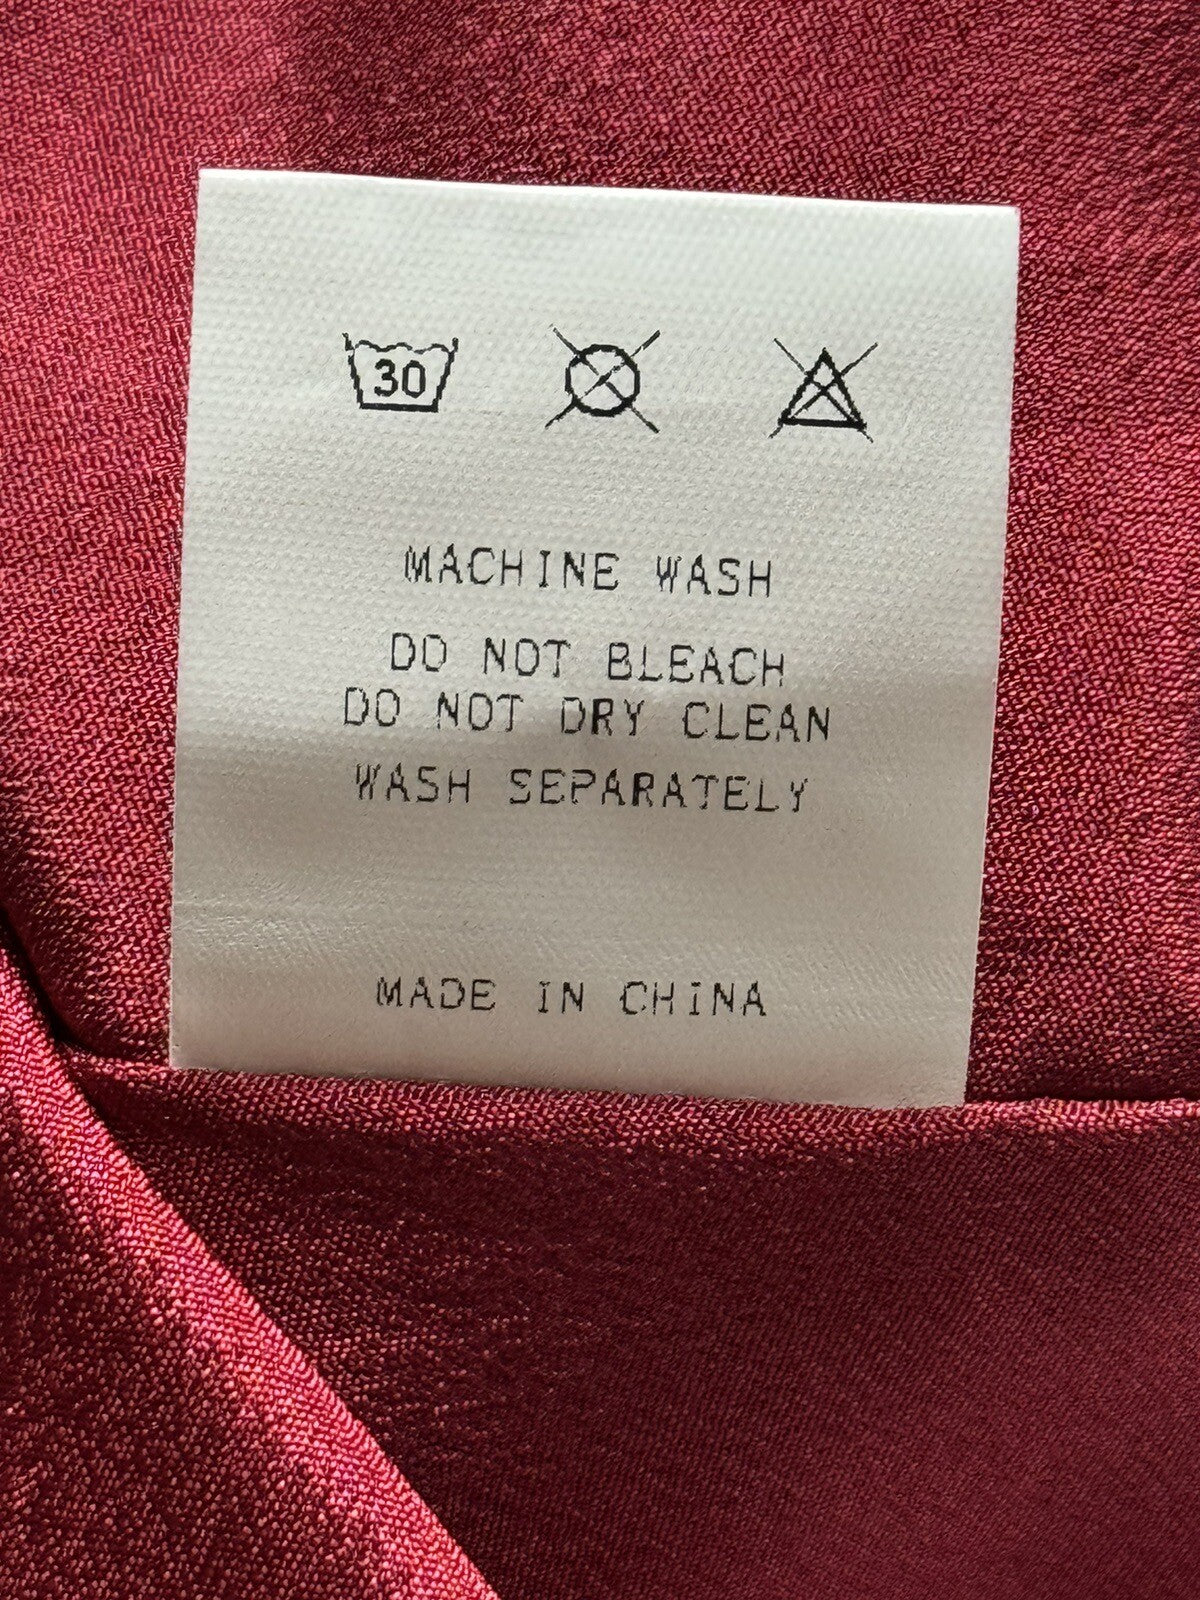 30
MACHINE WASH
DO NOT BLEACH
DO NOT DRY CLEAN
WASH SEPARATELY
MADE IN CHINA